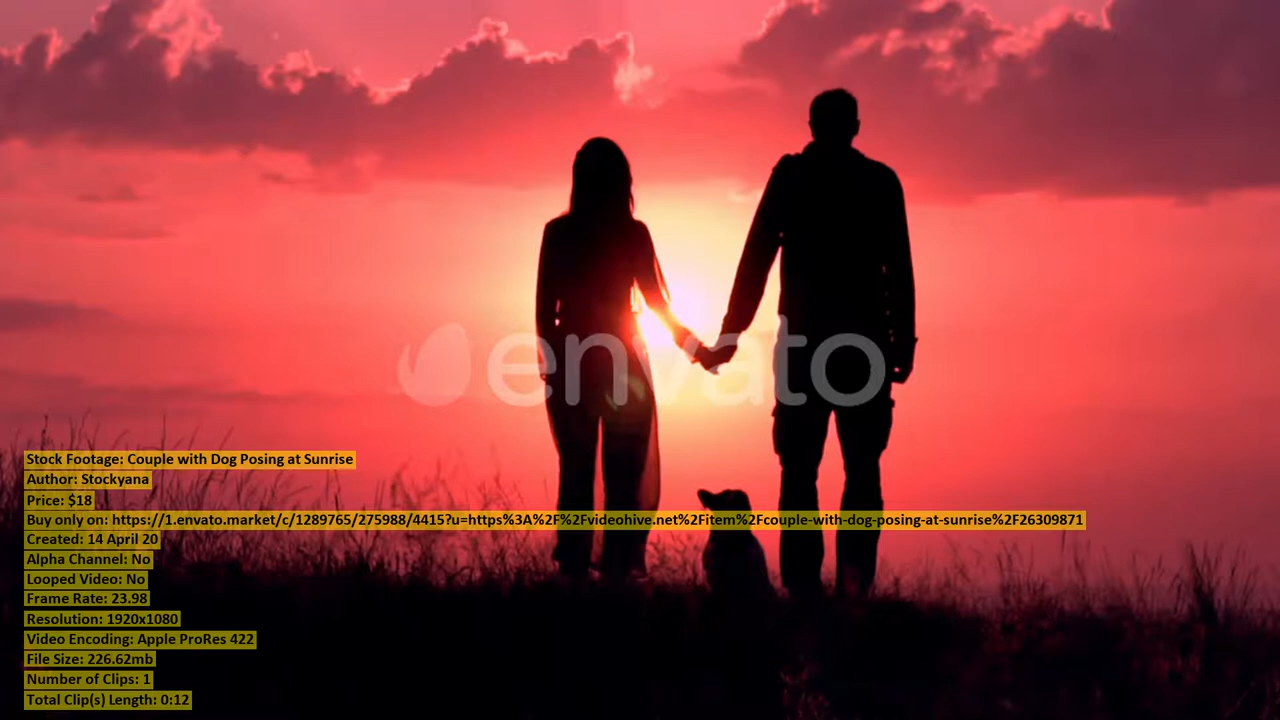 envato
Stock Footage: Couple with Dog Posing at Sunrise
Author: Stockyana
Price: $18
Buy only on: https://1.envato.market/c/1289765/275988/4415?u=https%3A%2F%2Fvideohive.net%2Fitem%2Fcouple-with-dog-posing-at-sunrise%2F26309871
Created: 14 April 20
Alpha Channel: No
Looped Video: No
Frame Rate: 23.98
Resolution: 1920x1080
Video Encoding: Apple ProRes 422
File Size: 226.62mb
Number of Clips: 1
Total Clip(s) Length: 0:12